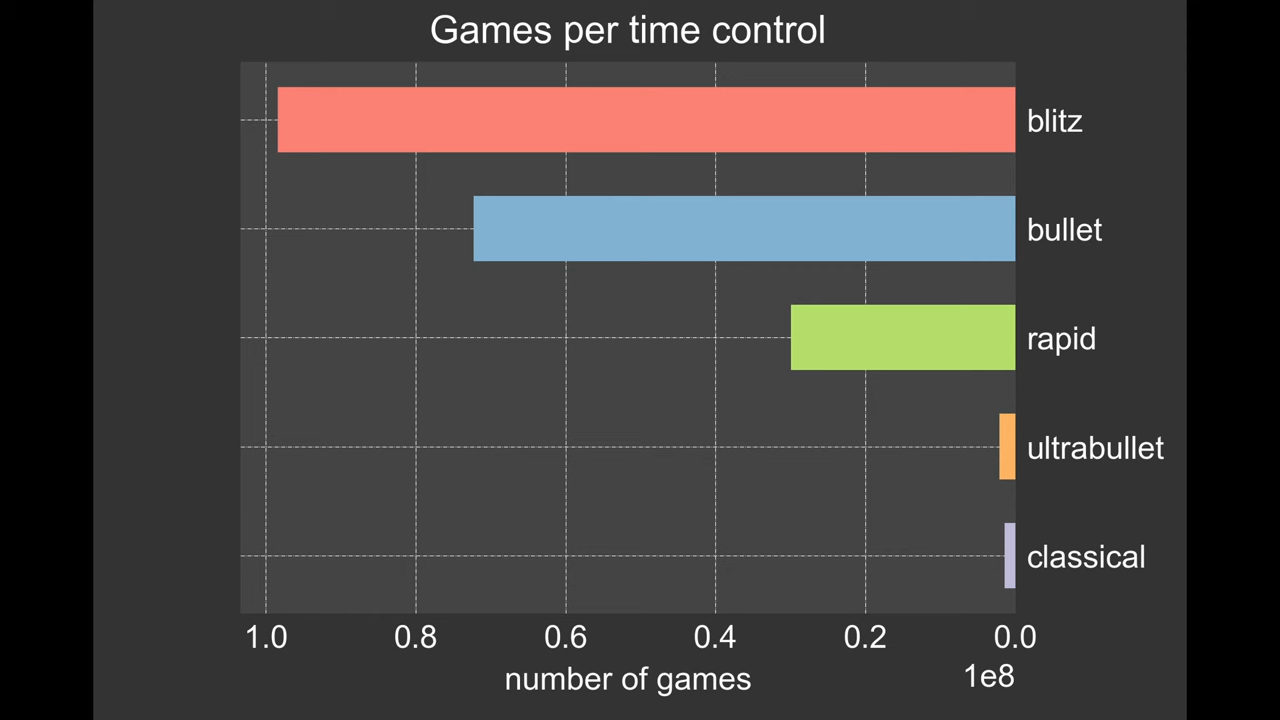 Games per time control
blitz
bullet
rapid
ultrabullet
classical
1.0 0.8 0.6 0.4 0.2 0.0
number of games
1e8